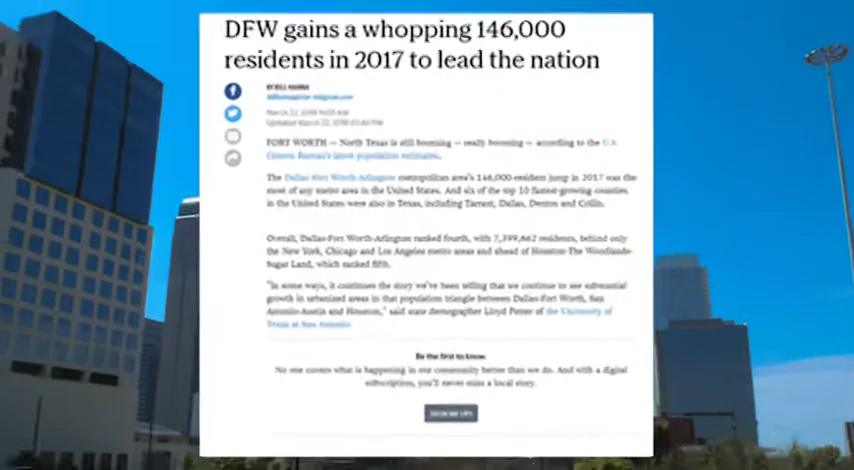 DFW gains a whopping 146,000
residents in 2017 to lead the nation
BY BILL HANNA
March 22, 2018
FORT WORTH — North Texas is still booming — really booming — according to the U.S.
Census Bureau's latest population estimates.
The Dallas-Fort Worth-Arlington metropolitan area's 146,000-resident jump in 2017 was the
most of any metro area in the United States. And six of the top 10 fastest-growing counties
in the United States were also in Texas, including Tarrant, Dallas, Denton and Collin.
Overall, Dallas-Fort Worth-Arlington ranked fourth, with 7,399,662 residents, behind only
the New York, Chicago and Los Angeles metro areas and ahead of Houston-The Woodlands-
Sugar Land, which ranked fifth.
"In some ways, it continues the story we've been telling that we continue to see substantial
growth in urbanized areas in that population triangle between Dallas-Fort Worth, San
Antonio-Austin and Houston," said state demographer Lloyd Potter of the University of
Texas at San Antonio.
Be the first to know.
No one covers what is happening in our community better than we do. And with a digital
subscription, you'll never miss a local story.
SIGN ME UP!